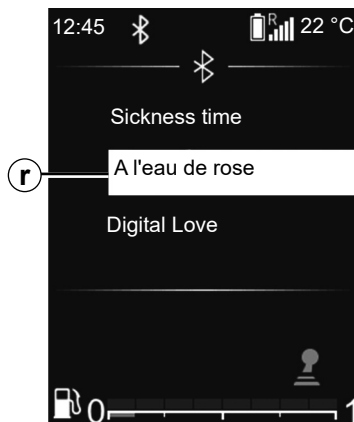 12:45 R 22 °C
Sickness time
r A l'eau de rose
Digital Love
0 1